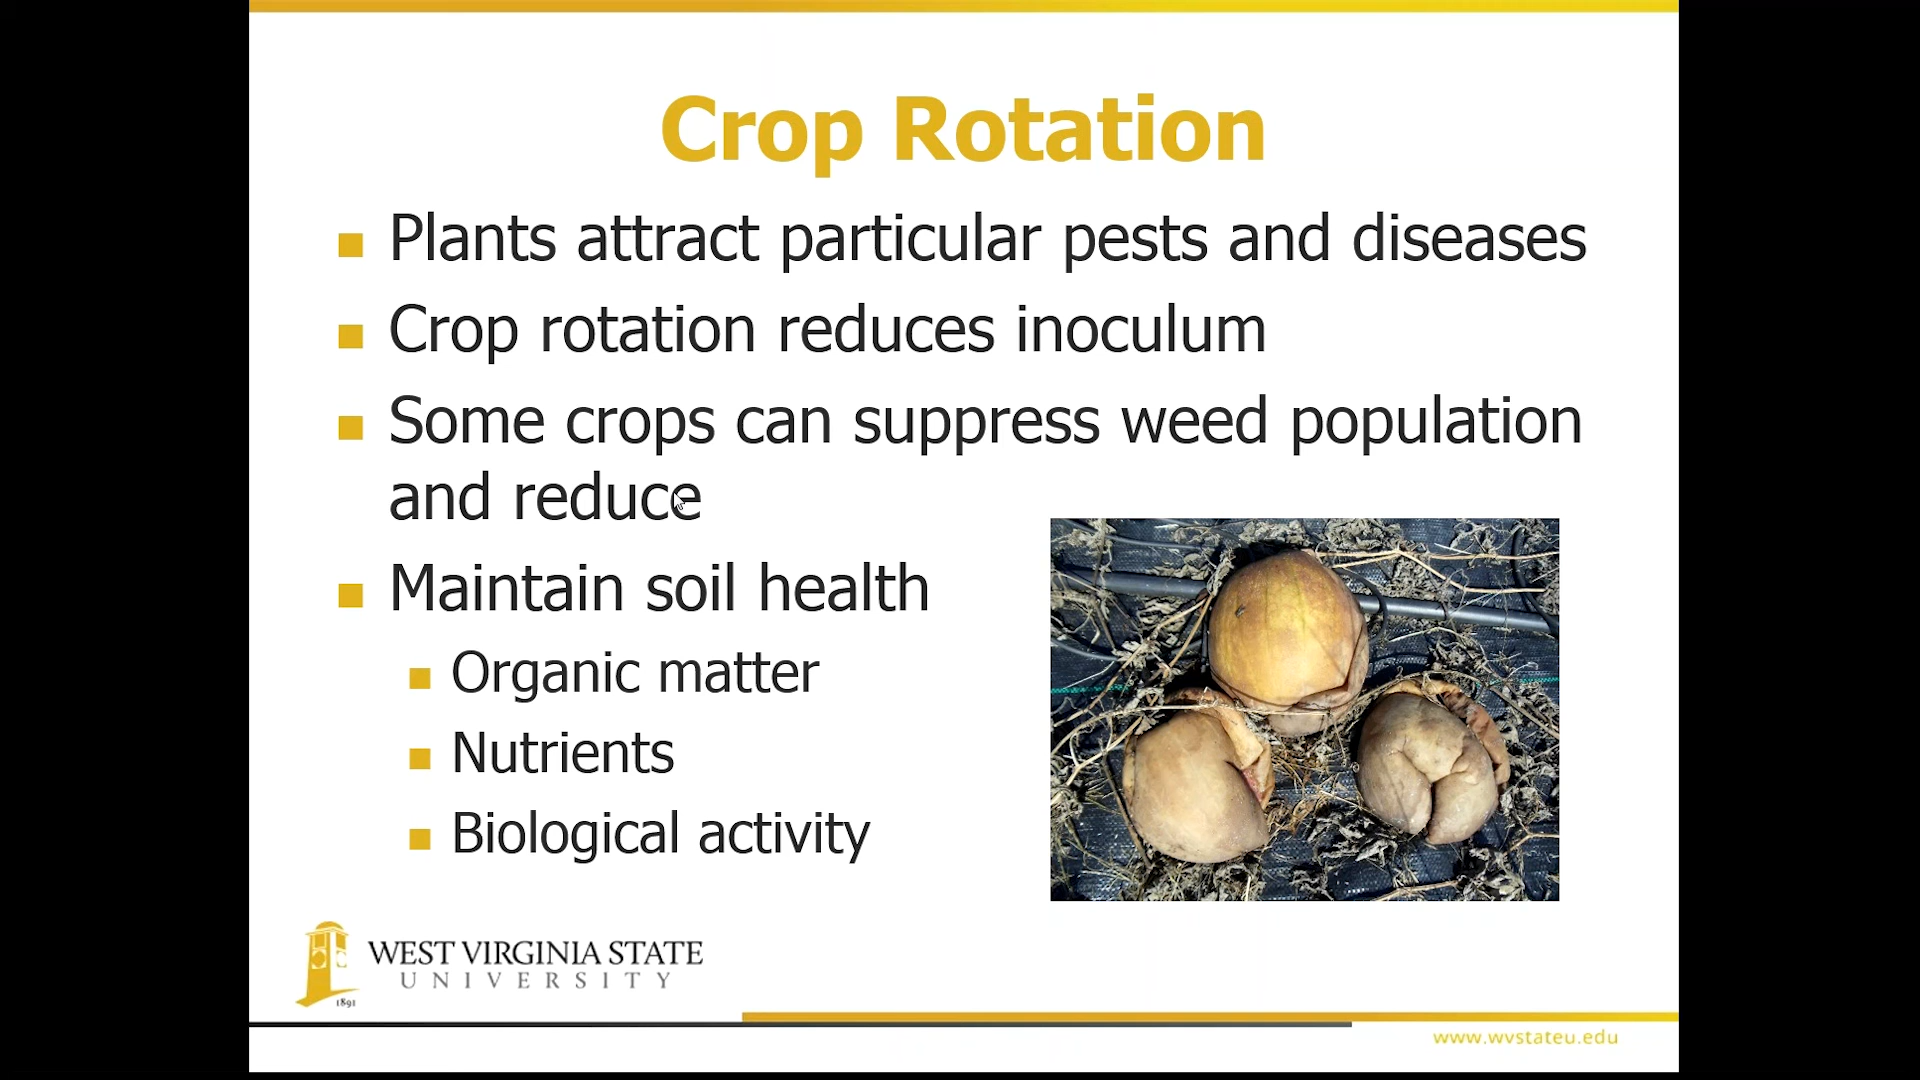 Crop Rotation
Plants attract particular pests and diseases
Crop rotation reduces inoculum
Some crops can suppress weed population
and reduce
Maintain soil health
Organic matter
Nutrients
Biological activity
WEST VIRGINIA STATE
UNIVERSITY
1891
www.wvstateu.edu